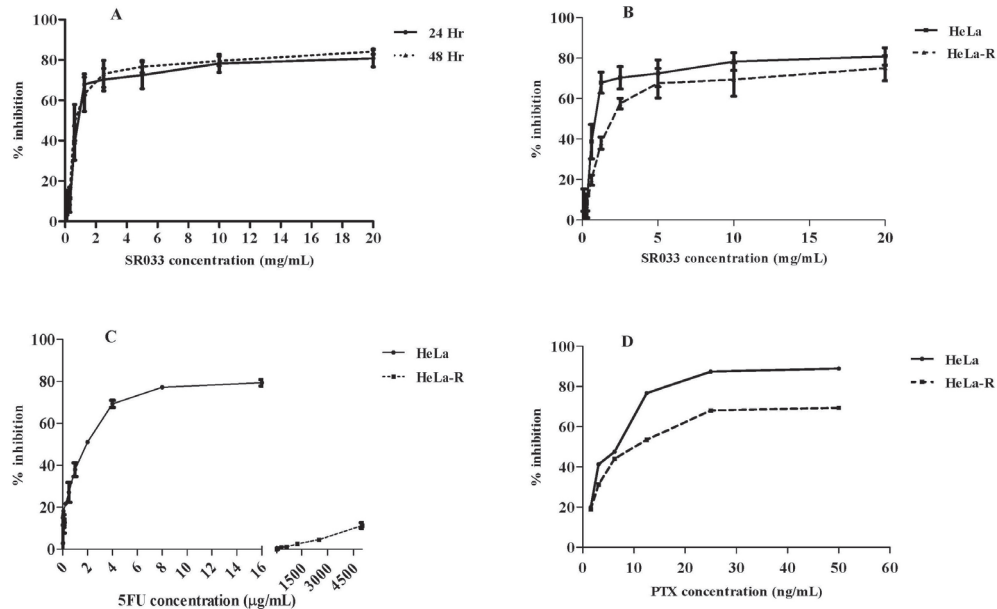 A
24 Hr
48 Hr
% inhibition
100
80
60
40
20
0
0 2 4 6 8 10 12 14 16 18 20
SR033 concentration (mg/mL)
B
HeLa
HeLa-R
% inhibition
100
80
60
40
20
0
0 5 10 15 20
SR033 concentration (mg/mL)
C
HeLa
HeLa-R
% inhibition
100
80
60
40
20
0
0 2 4 6 8 10 12 14 16 1500 3000 4500
5FU concentration (µg/mL)
D
HeLa
HeLa-R
% inhibition
100
80
60
40
20
0
0 10 20 30 40 50 60
PTX concentration (ng/mL)